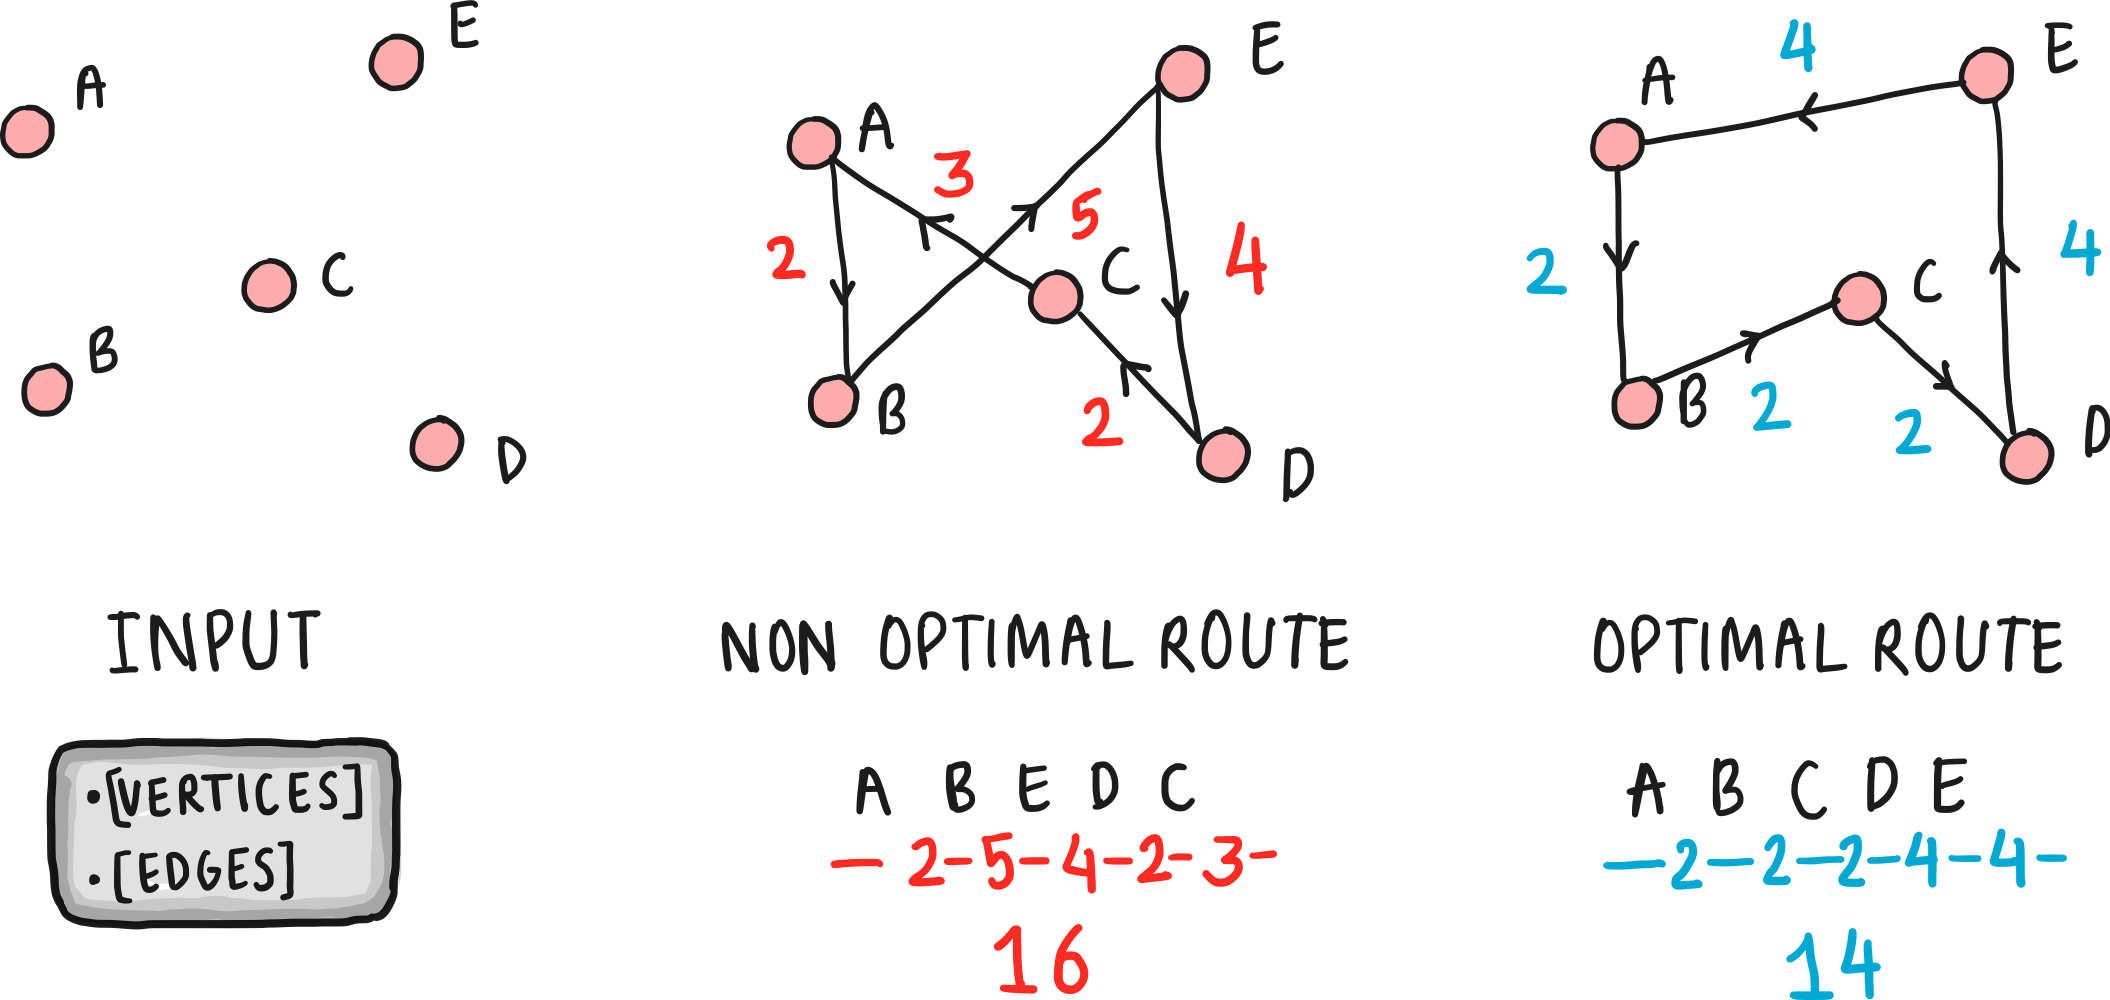 A
E
C
B
D
INPUT
• [VERTICES]
• [EDGES]
A
E
3
5
2
4
C
B
2
D
NON OPTIMAL ROUTE
A B E D C
— 2 — 5 — 4 — 2 — 3 —
16
4
A
E
2
4
C
B
2
2
D
OPTIMAL ROUTE
A B C D E
— 2 — 2 — 2 — 4 — 4 —
14